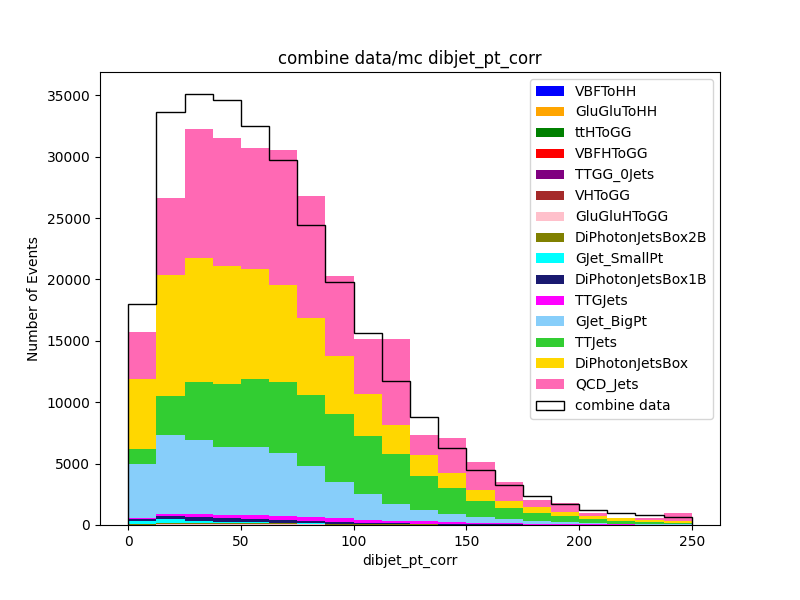 combine data/mc dibjet_pt_corr
Number of Events
35000
30000
25000
20000
15000
10000
5000
0
0
50
100
150
200
250
dibjet_pt_corr
VBFToHH
GluGluToHH
ttHToGG
VBFHToGG
TTGG_0Jets
VHToGG
GluGluHToGG
DiPhotonJetsBox2B
GJet_SmallPt
DiPhotonJetsBox1B
TTGJets
GJet_BigPt
TTJets
DiPhotonJetsBox
QCD_Jets
combine data